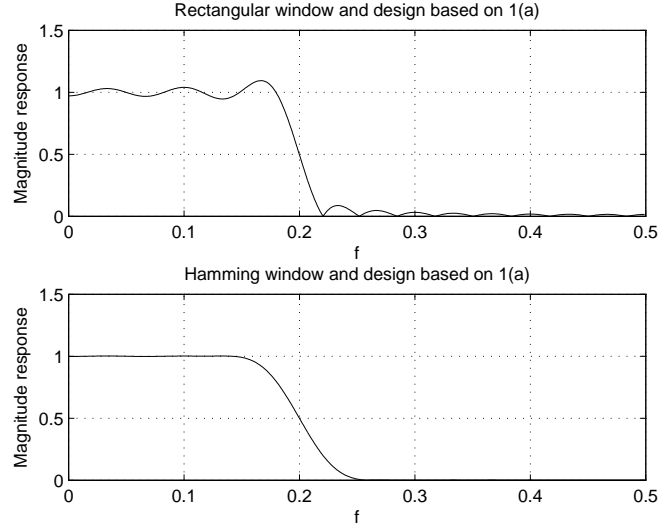 Rectangular window and design based on 1(a)
1.5
1
0.5
0
Magnitude response
0 0.1 0.2 0.3 0.4 0.5
f
Hamming window and design based on 1(a)
1.5
1
0.5
0
Magnitude response
0 0.1 0.2 0.3 0.4 0.5
f